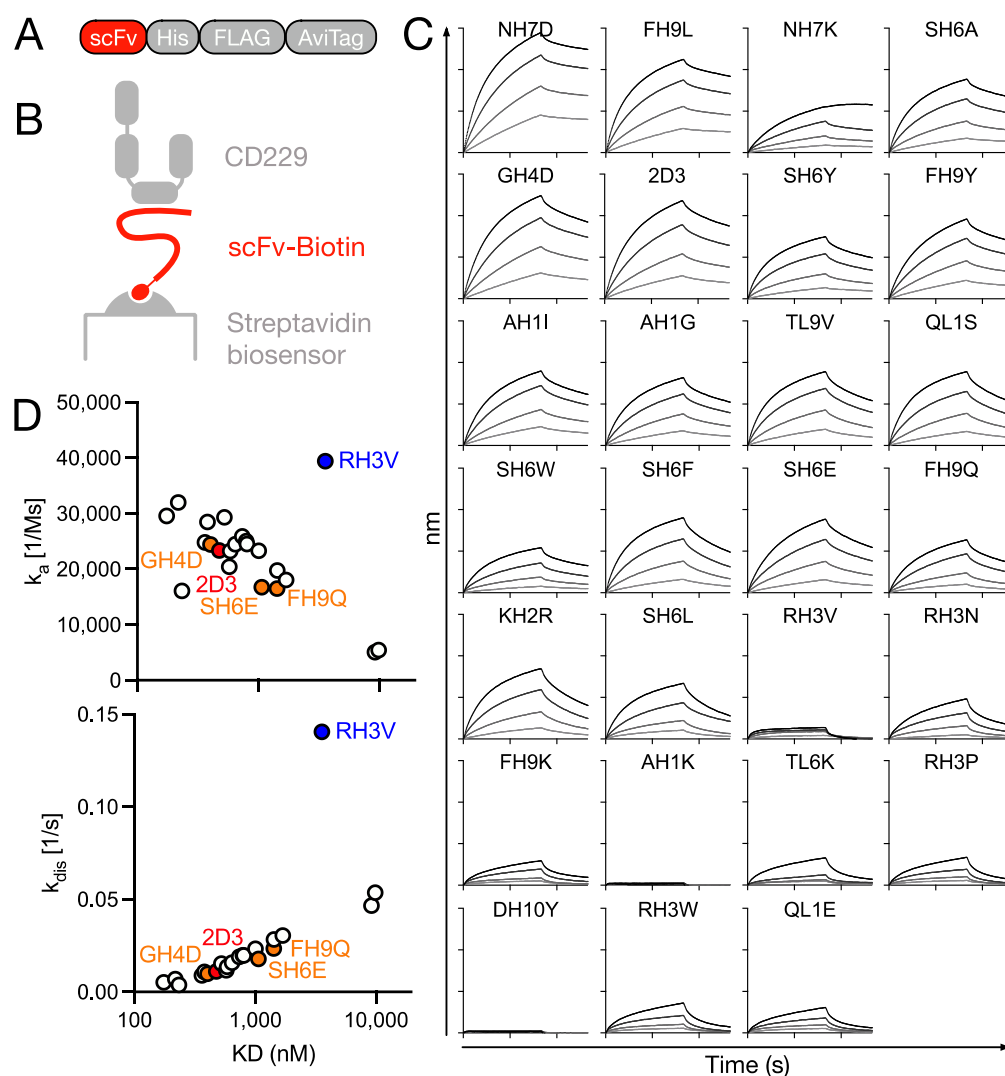 A
scFv His FLAG AviTag
B
CD229
scFv-Biotin
Streptavidin
biosensor
C
NH7D FH9L NH7K SH6A
GH4D 2D3 SH6Y FH9Y
AH1I AH1G TL9V QL1S
SH6W SH6F SH6E FH9Q
KH2R SH6L RH3V RH3N
FH9K AH1K TL6K RH3P
DH10Y RH3W QL1E
nm
Time (s)
D
50,000
40,000
30,000
20,000
10,000
0
ka [1/Ms]
RH3V
GH4D
2D3
SH6E
FH9Q
0.15
0.10
0.05
0.00
kdis [1/s]
RH3V
2D3
GH4D
FH9Q
SH6E
100 1,000 10,000
KD (nM)